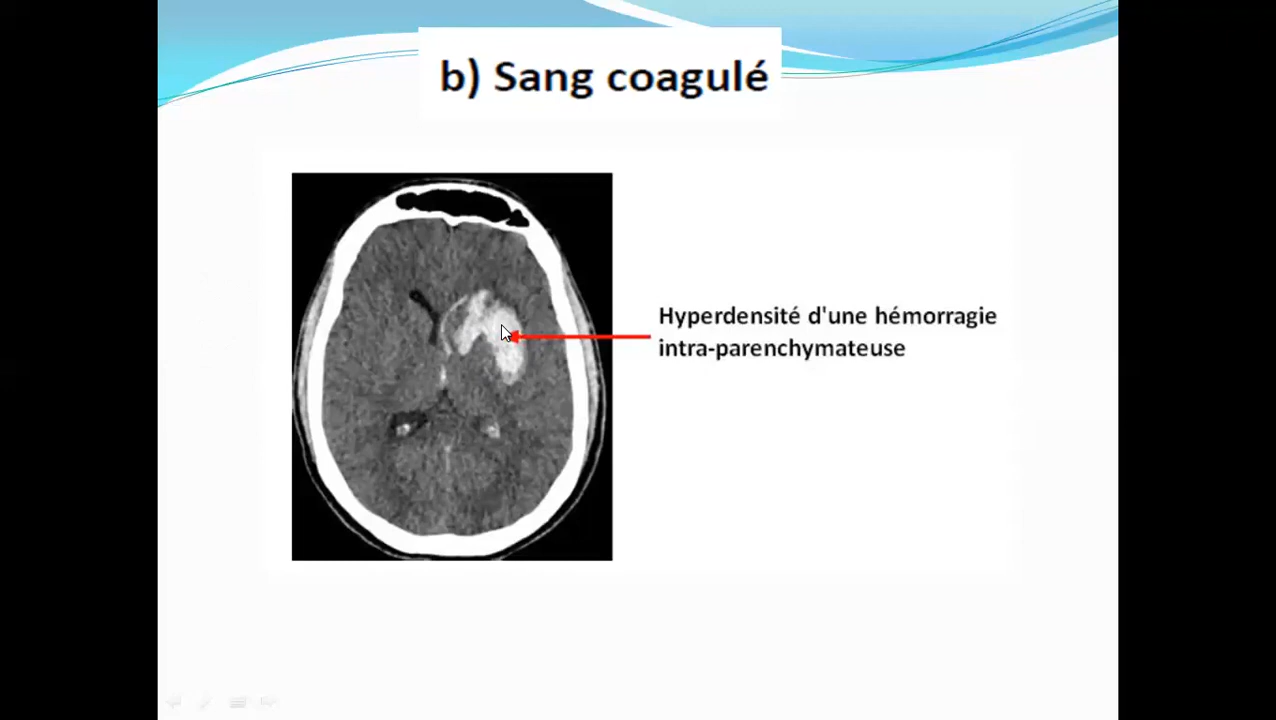 b) Sang coagulé
Hyperdensité d'une hémorragie
intra-parenchymateuse